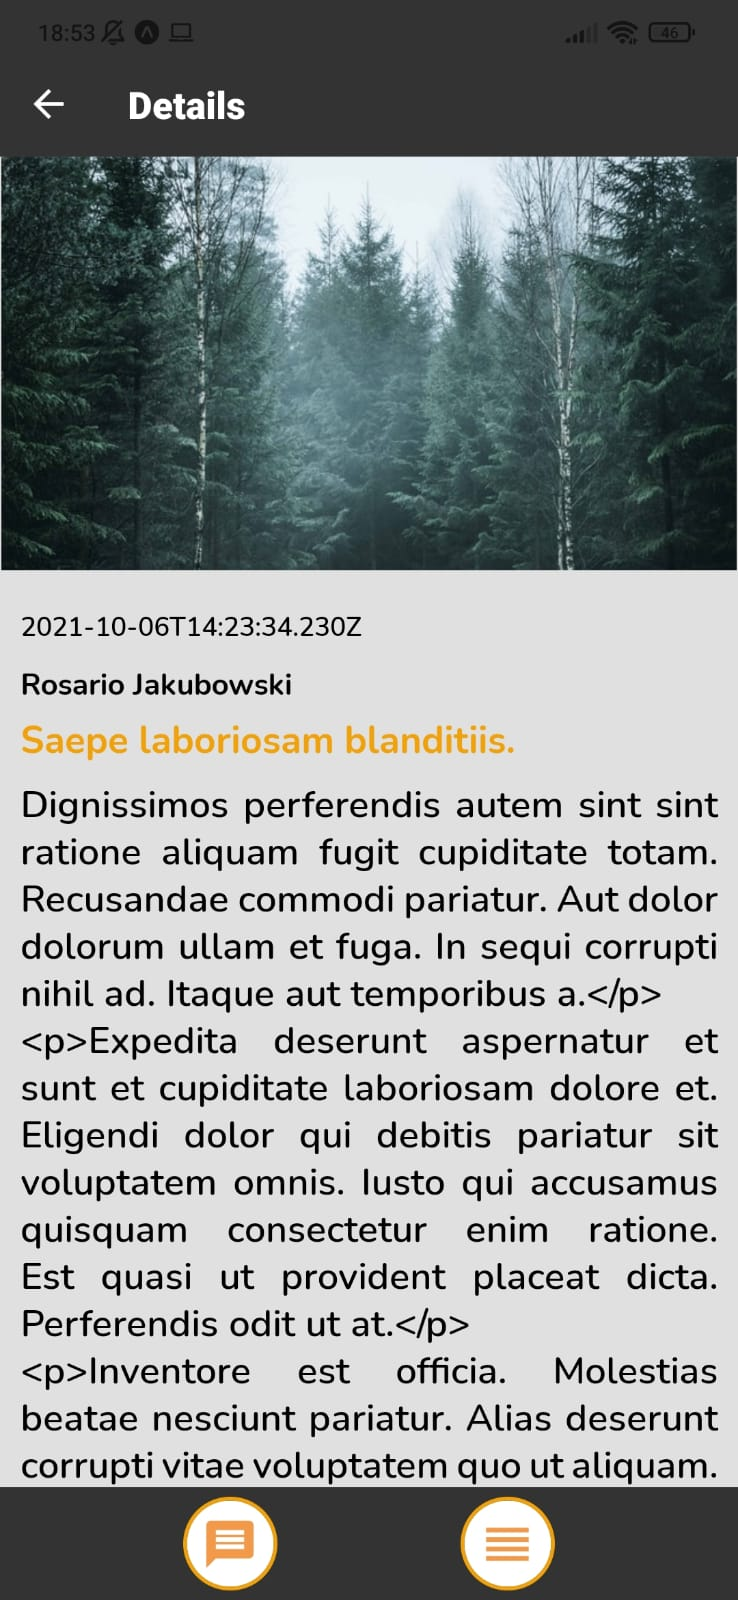 18:53
46
Details
2021-10-06T14:23:34.230Z
Rosario Jakubowski
Saepe laboriosam blanditiis.
Dignissimos perferendis autem sint sint
ratione aliquam fugit cupiditate totam.
Recusandae commodi pariatur. Aut dolor
dolorum ullam et fuga. In sequi corrupti
nihil ad. Itaque aut temporibus a.</p>
<p>Expedita deserunt aspernatur et
sunt et cupiditate laboriosam dolore et.
Eligendi dolor qui debitis pariatur sit
voluptatem omnis. Iusto qui accusamus
quisquam consectetur enim ratione.
Est quasi ut provident placeat dicta.
Perferendis odit ut at.</p>
<p>Inventore est officia. Molestias
beatae nesciunt pariatur. Alias deserunt
corrupti vitae voluptatem quo ut aliquam.